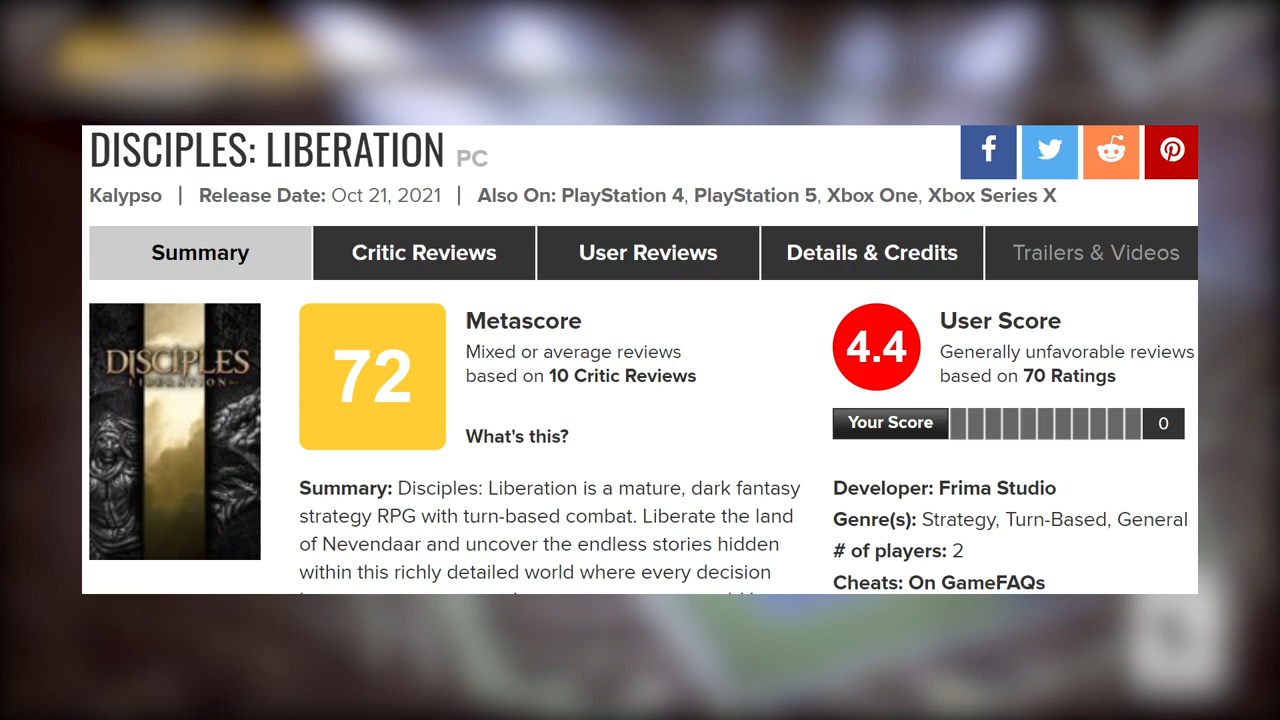 DISCIPLES: LIBERATION PC
Kalypso | Release Date: Oct 21, 2021 | Also On: PlayStation 4, PlayStation 5, Xbox One, Xbox Series X
Summary
Critic Reviews
User Reviews
Details & Credits
Trailers & Videos
DISCIPLES
LIBERATION
72
Metascore
Mixed or average reviews
based on 10 Critic Reviews
What's this?
4.4
User Score
Generally unfavorable reviews
based on 70 Ratings
Your Score
0
Summary: Disciples: Liberation is a mature, dark fantasy
strategy RPG with turn-based combat. Liberate the land
of Nevendaar and uncover the endless stories hidden
within this richly detailed world where every decision
Developer: Frima Studio
Genre(s): Strategy, Turn-Based, General
# of players: 2
Cheats: On GameFAQs